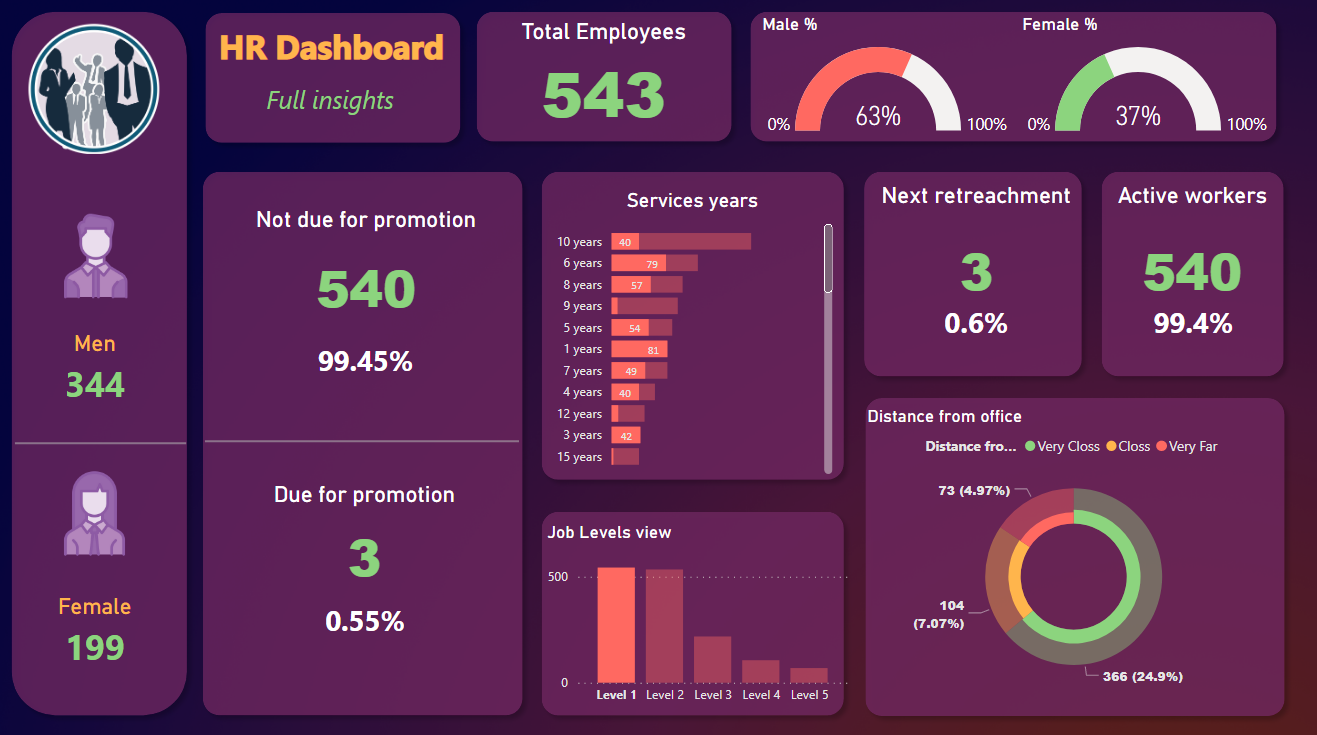 HR Dashboard
Full insights
Total Employees
543
Male %
0%
63%
100%
Female %
0%
37%
100%
Men
344
Female
199
Not due for promotion
540
99.45%
Due for promotion
3
0.55%
Services years
10 years 40
6 years 79
8 years 57
9 years
5 years 54
1 years 81
7 years 49
4 years 40
12 years
3 years 42
15 years
Next retreachment
3
0.6%
Active workers
540
99.4%
Job Levels view
500
0
Level 1 Level 2 Level 3 Level 4 Level 5
Distance from office
Distance fro... Very Closs Closs Very Far
73 (4.97%)
104
(7.07%)
366 (24.9%)